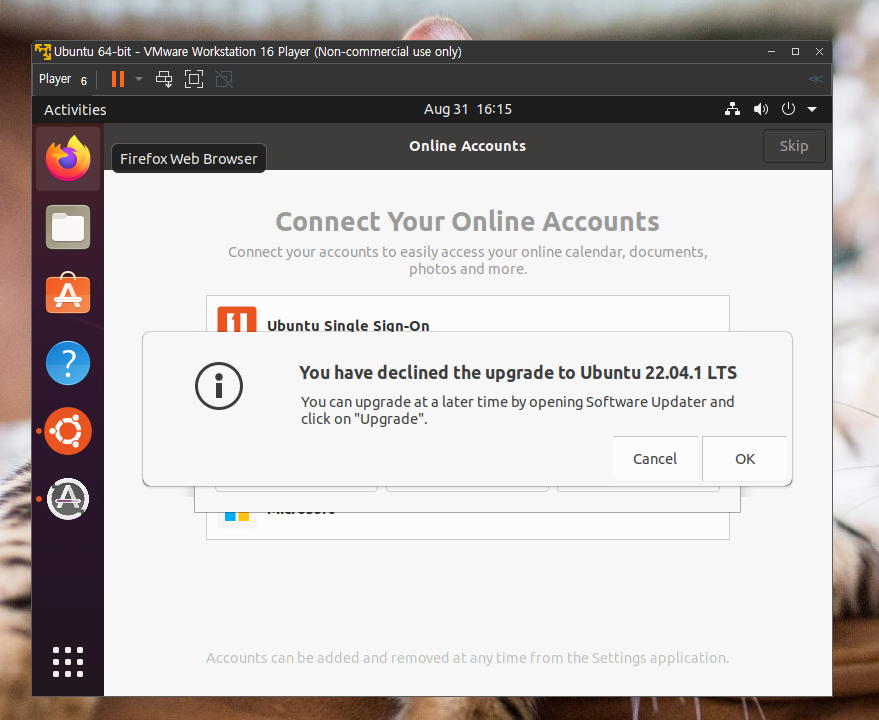 Ubuntu 64-bit - VMware Workstation 16 Player (Non-commercial use only)
Player 6
Activities
Aug 31 16:15
Firefox Web Browser
Online Accounts
Skip
Connect Your Online Accounts
Connect your accounts to easily access your online calendar, documents,
photos and more.
Ubuntu Single Sign-On
You have declined the upgrade to Ubuntu 22.04.1 LTS
You can upgrade at a later time by opening Software Updater and
click on "Upgrade".
Cancel
OK
Microsoft
Accounts can be added and removed at any time from the Settings application.